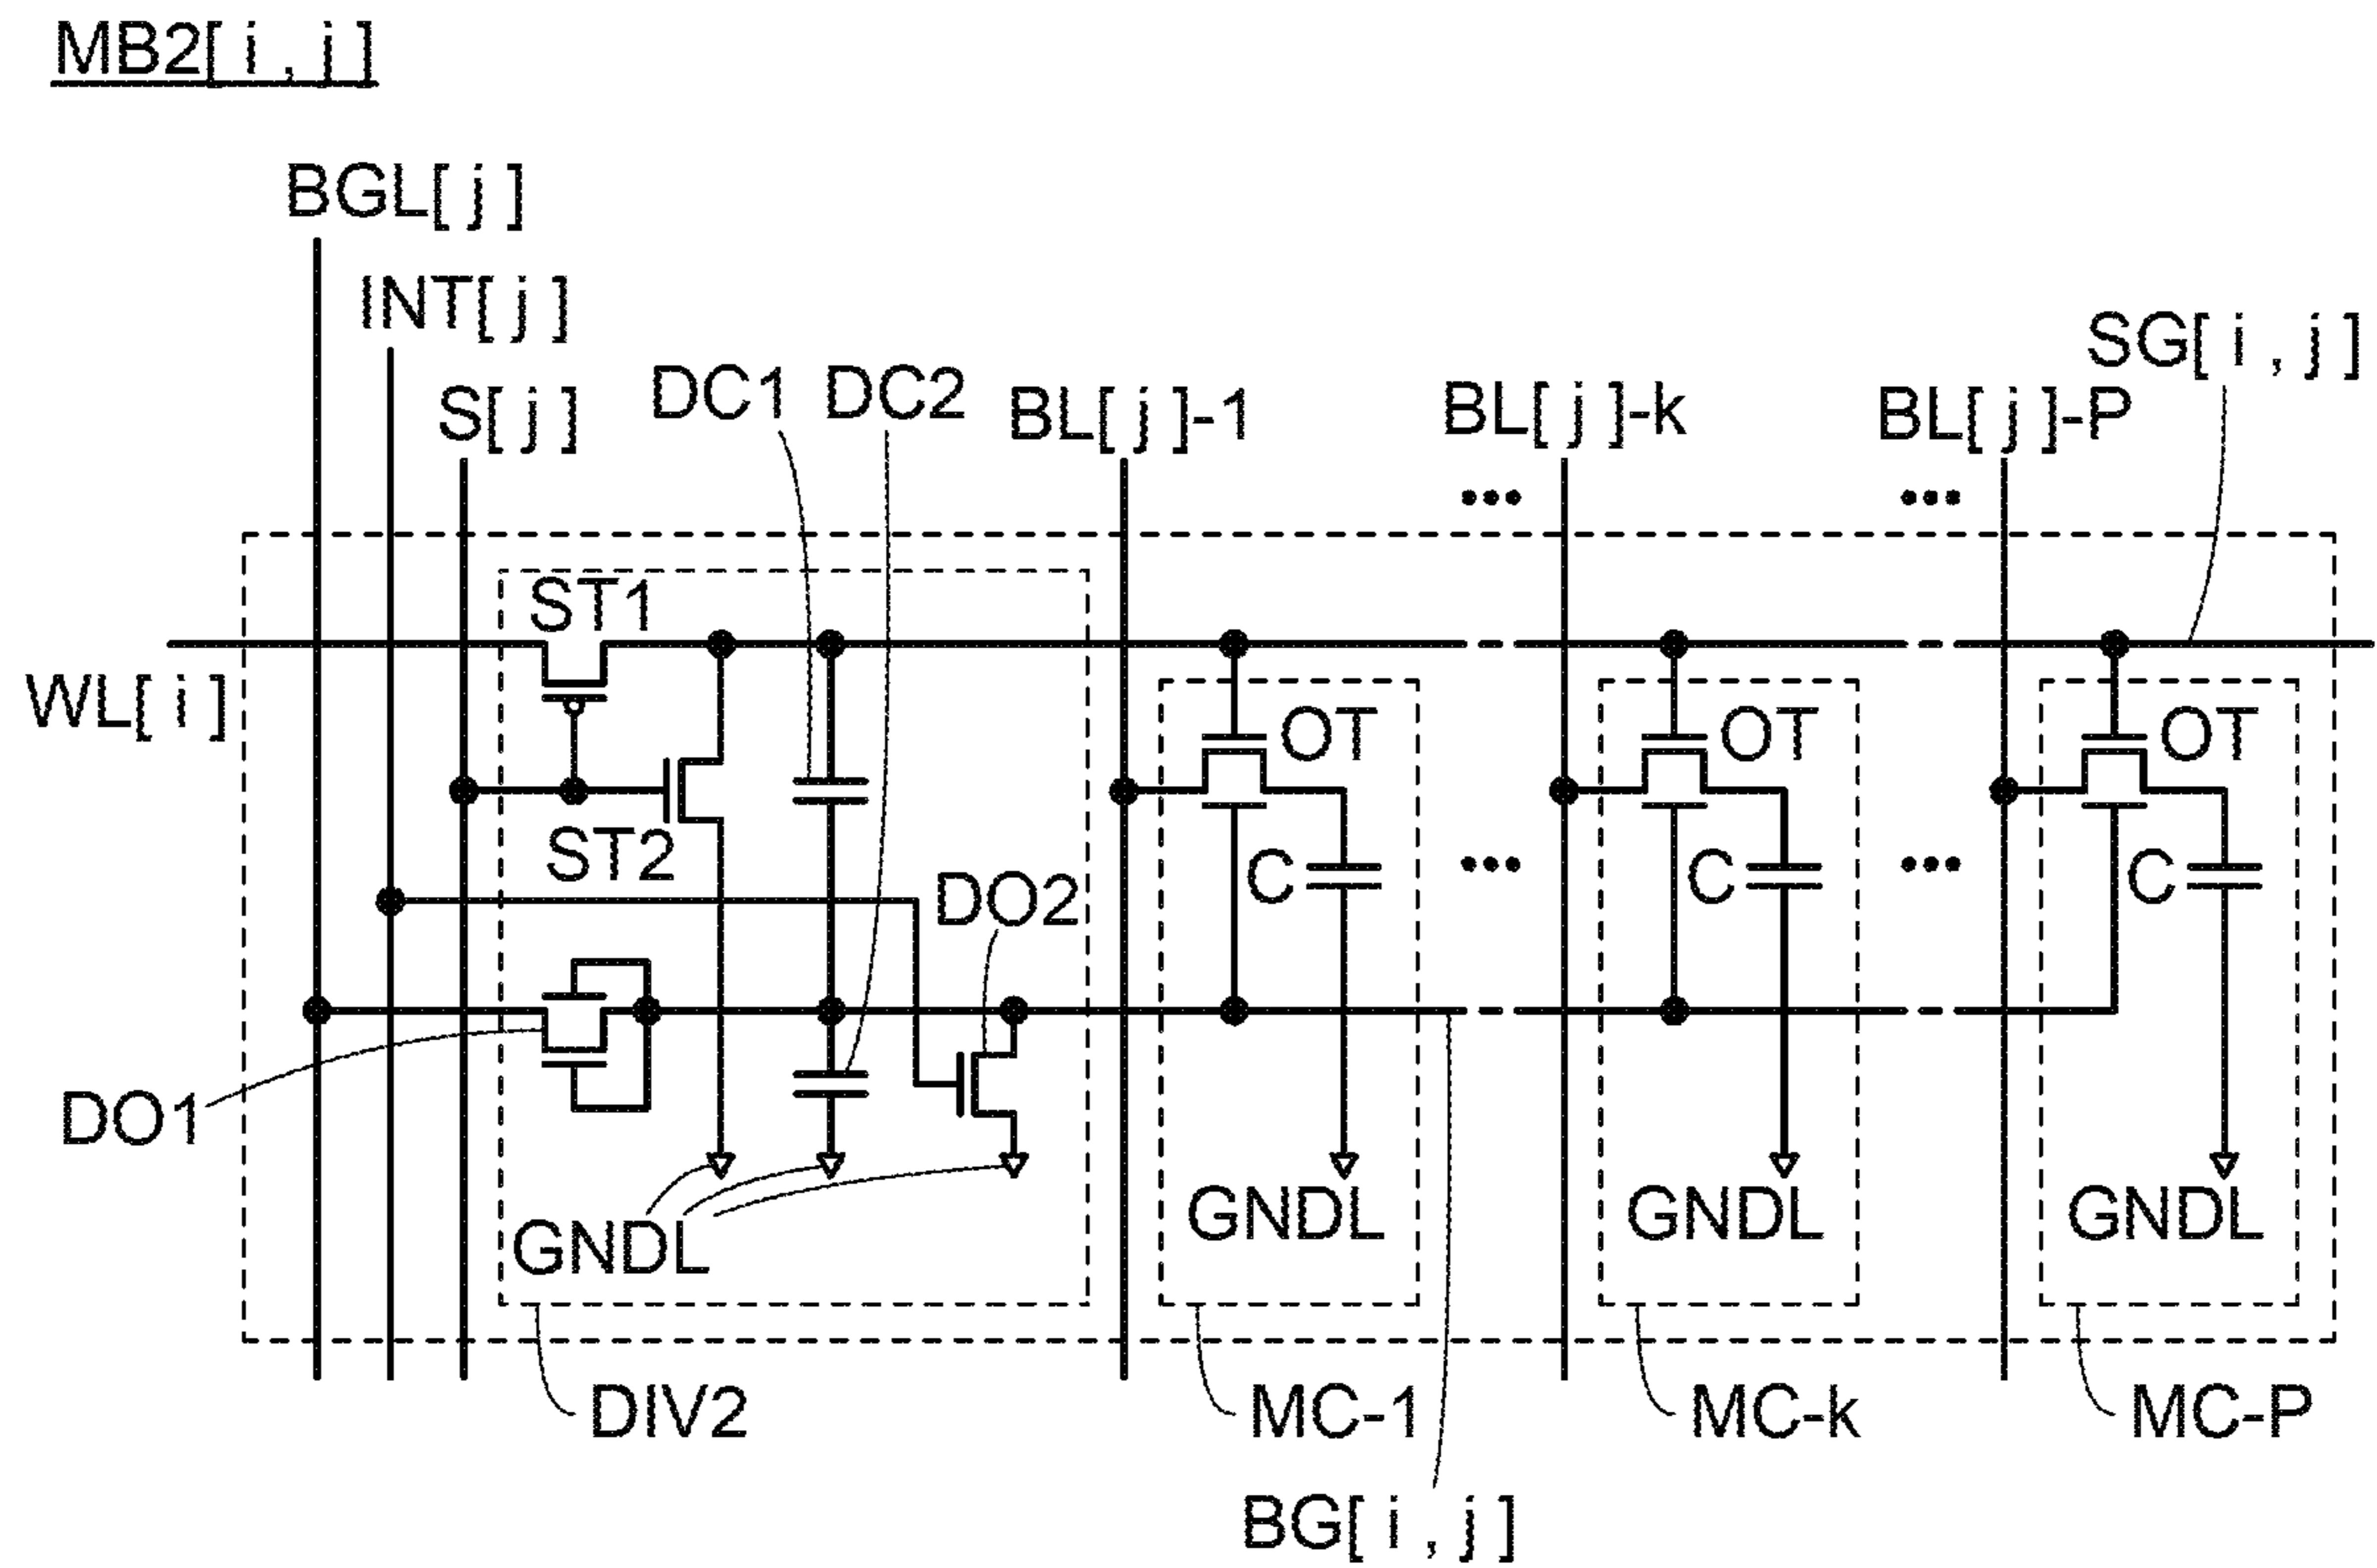 MB2[ i , j ]
BGL[ j ]
INT[ j ]
SG[ i , j ]
S[ j ]
DC1
DC2
BL[ j ]-1
BL[ j ]-k
BL[ j ]-P
•••
•••
ST1
WL[ i ]
OT
OT
OT
ST2
C
•••
C
•••
C
DO2
DO1
GNDL
GNDL
GNDL
GNDL
DIV2
MC-1
MC-k
MC-P
BG[ i , j ]